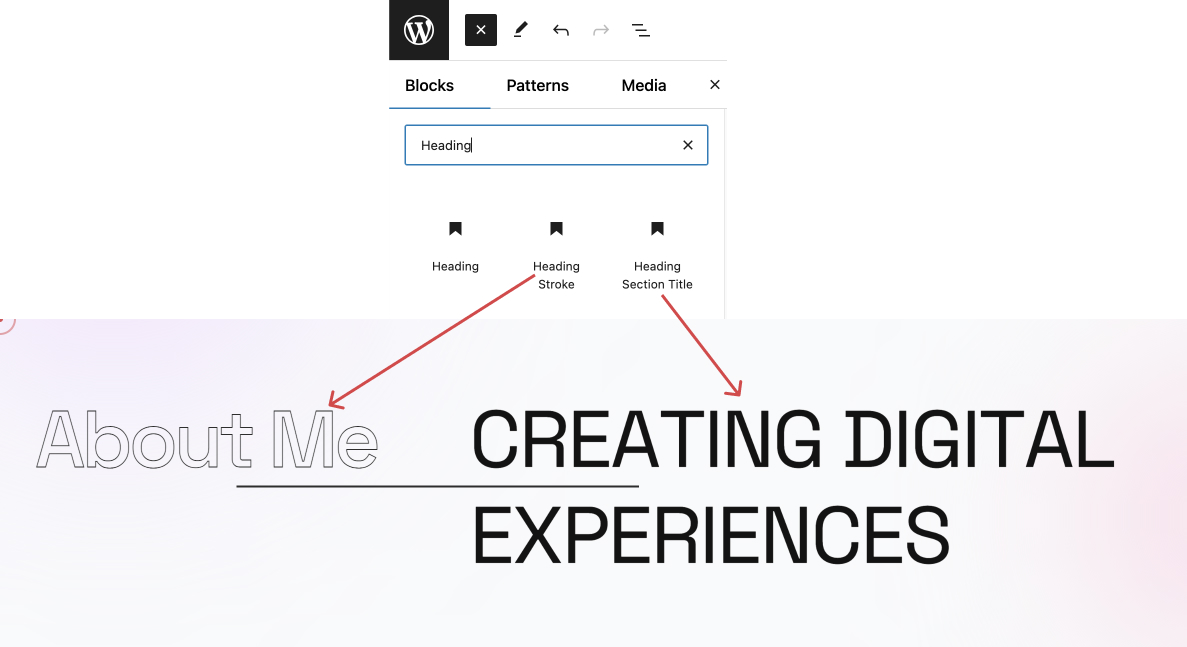 Blocks Patterns Media
Heading
Heading Heading Heading
Stroke Section Title
About Me CREATING DIGITAL
EXPERIENCES